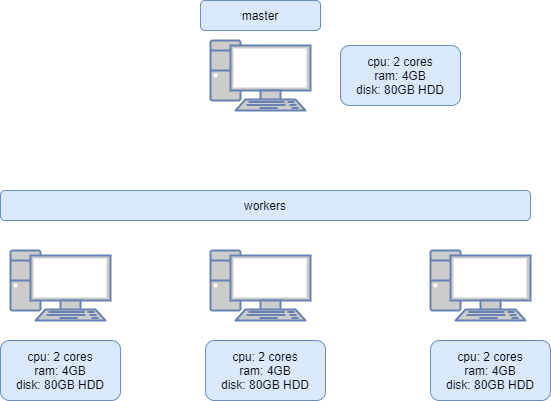 master
cpu: 2 cores
ram: 4GB
disk: 80GB HDD
workers
cpu: 2 cores
ram: 4GB
disk: 80GB HDD
cpu: 2 cores
ram: 4GB
disk: 80GB HDD
cpu: 2 cores
ram: 4GB
disk: 80GB HDD